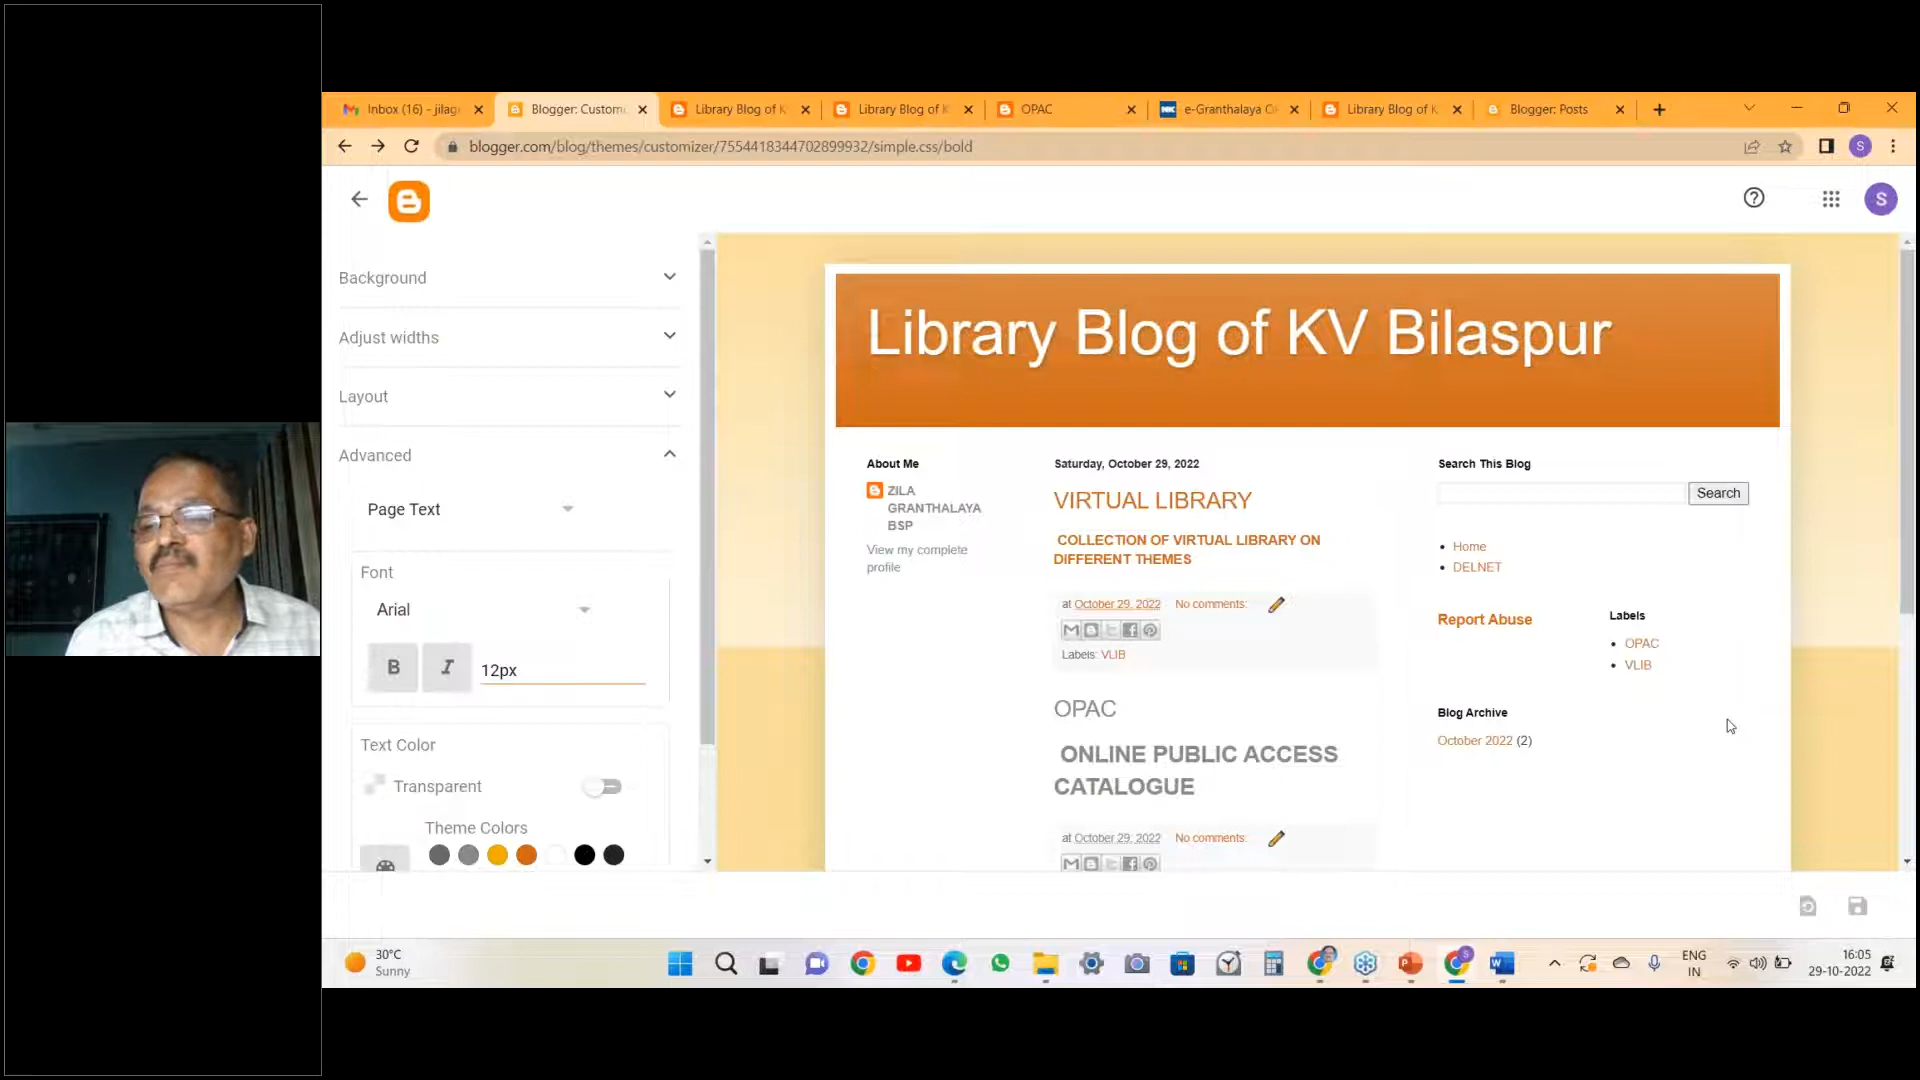 Inbox (16) - jilag
Blogger: Custom
Library Blog of K
Library Blog of K
OPAC
e-Granthalaya O
Library Blog of K
Blogger: Posts
blogger.com/blog/themes/customizer/7554418344702899932/simple.css/bold
S
S
Background
Adjust widths
Layout
Advanced
Page Text
Font
Arial
B I 12px
Text Color
Transparent
Theme Colors
Library Blog of KV Bilaspur
About Me
ZILA
GRANTHALAYA
BSP
View my complete
profile
Saturday, October 29, 2022
VIRTUAL LIBRARY
COLLECTION OF VIRTUAL LIBRARY ON
DIFFERENT THEMES
at October 29, 2022 No comments:
Labels: VLIB
OPAC
ONLINE PUBLIC ACCESS
CATALOGUE
at October 29, 2022 No comments:
Search This Blog
Search
Home
DELNET
Report Abuse
Labels
OPAC
VLIB
Blog Archive
October 2022 (2)
30°C
Sunny
ENG
IN
16:05
29-10-2022